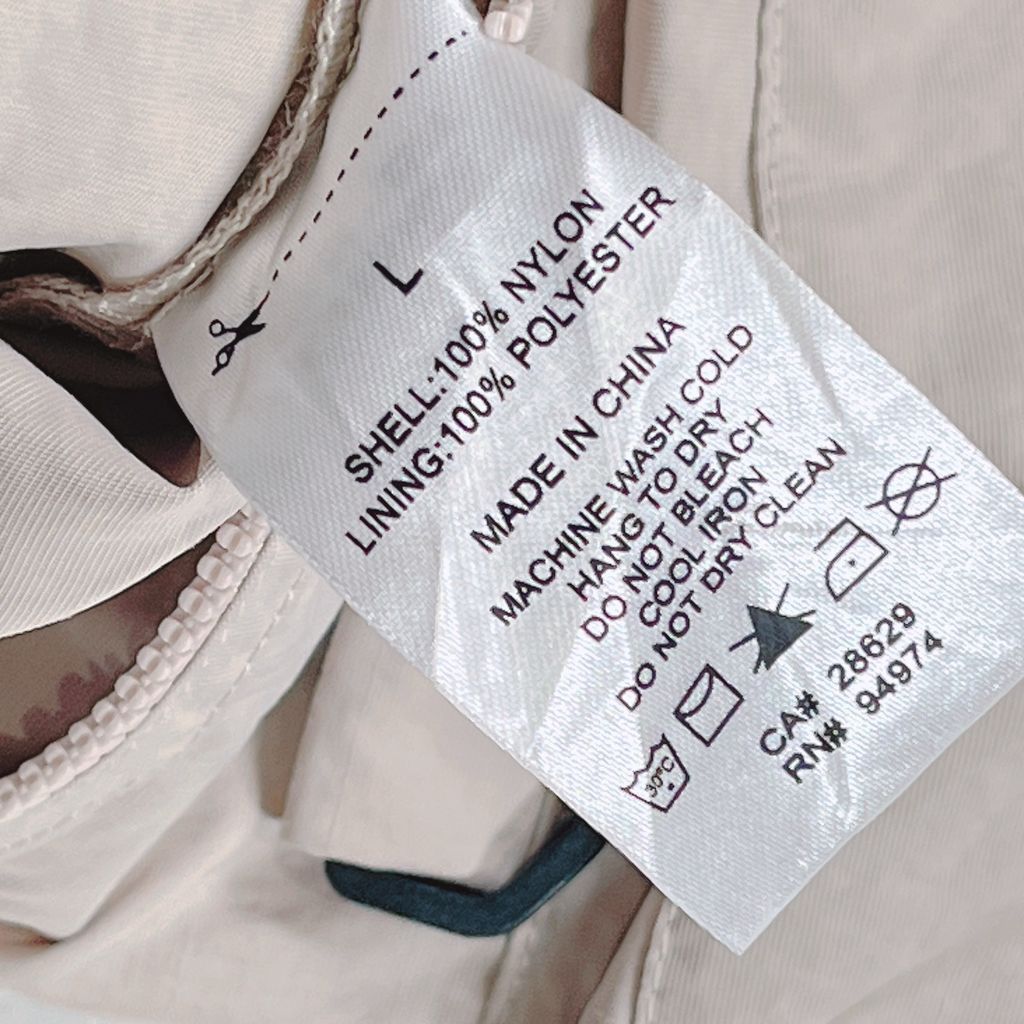 L
SHELL:100% NYLON
LINING:100% POLYESTER
MADE IN CHINA
MACHINE WASH COLD
HANG TO DRY
DO NOT BLEACH
COOL IRON
DO NOT DRY CLEAN
30°C
CA# 28629
RN# 94974